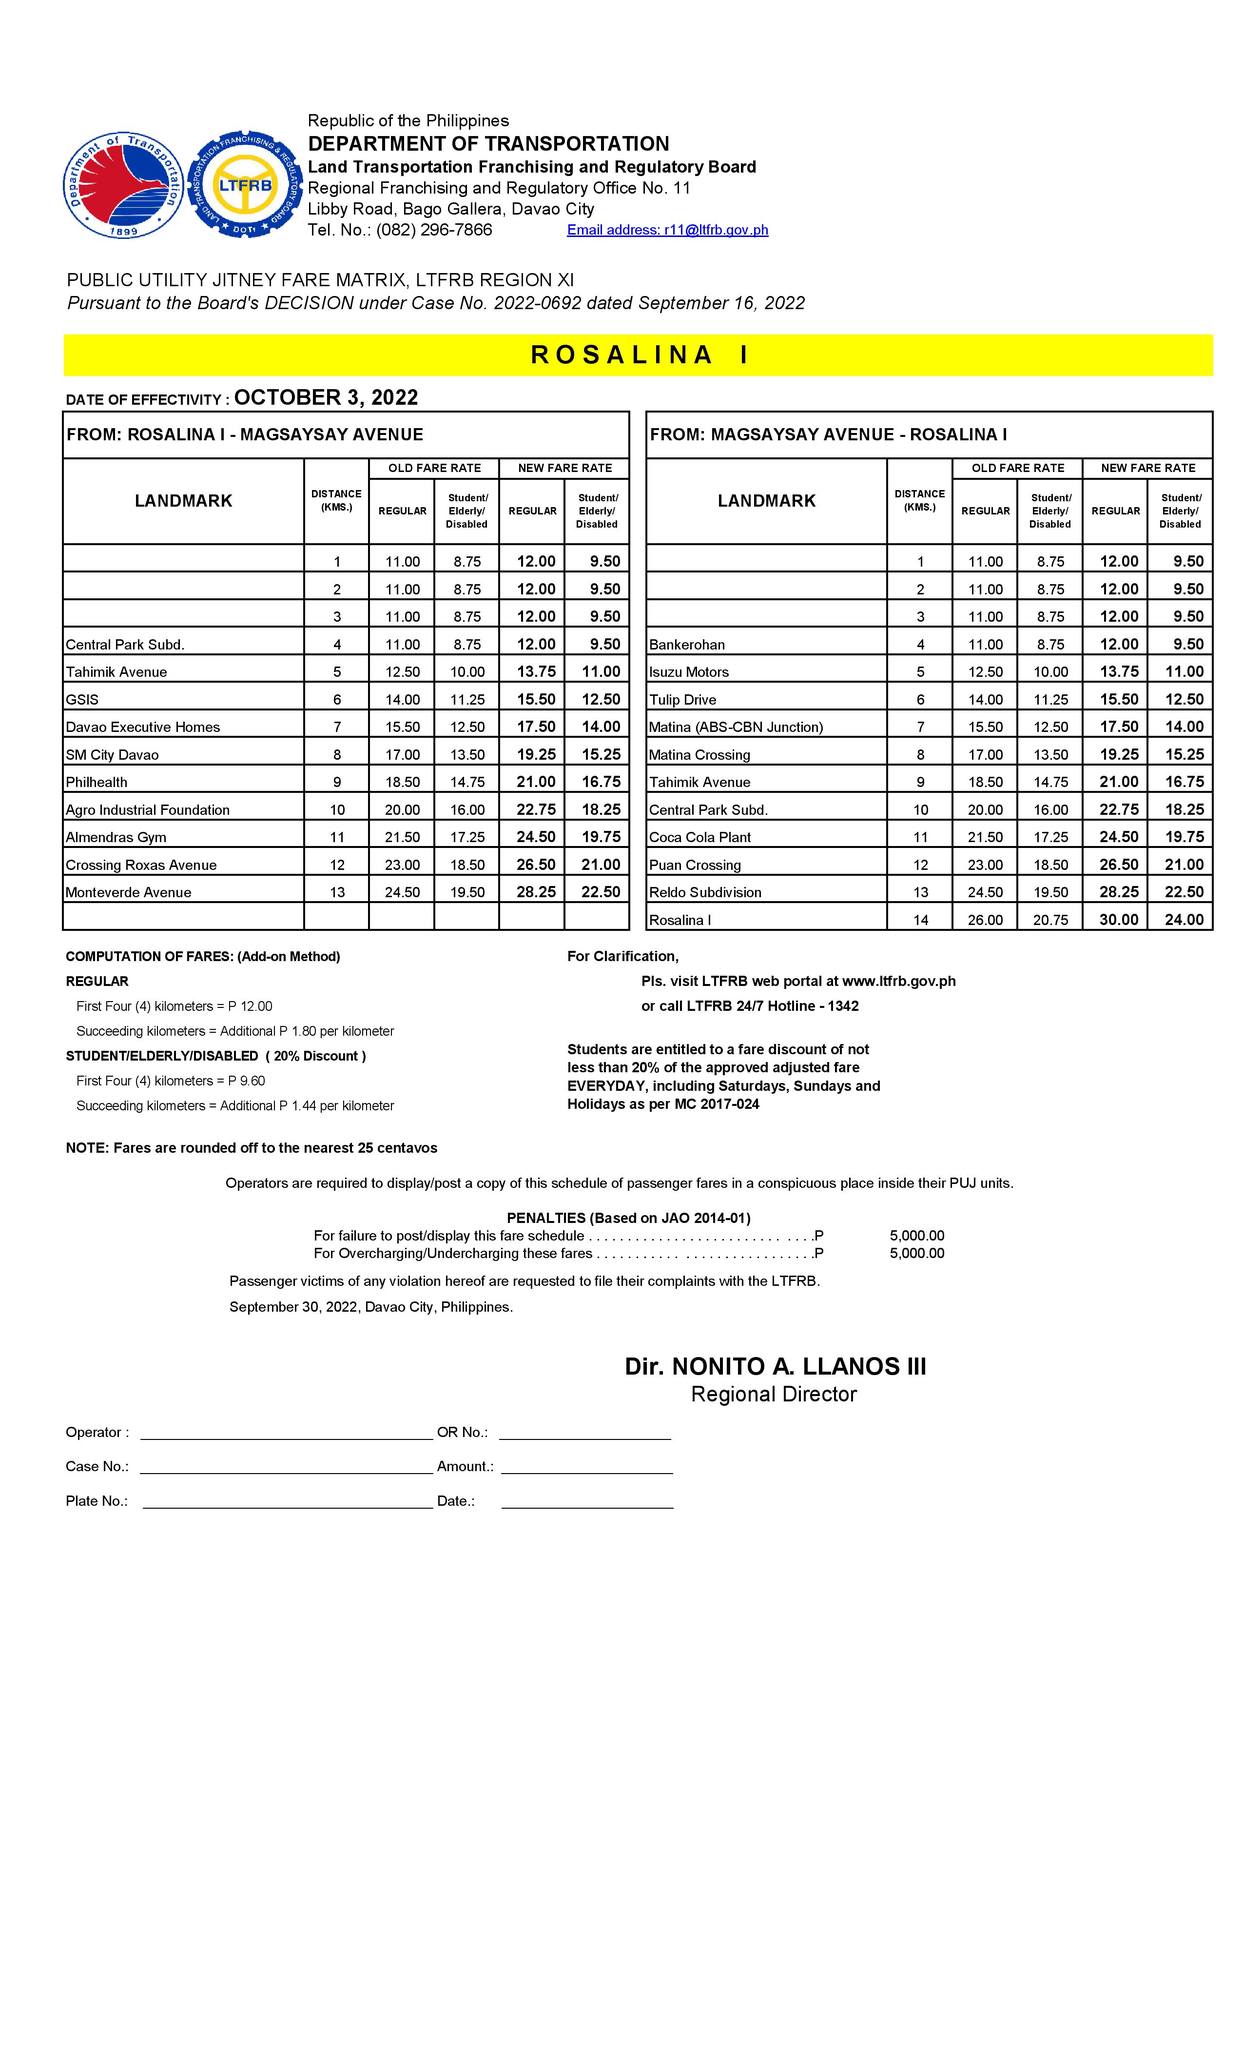 Republic of the Philippines
DEPARTMENT OF TRANSPORTATION
Land Transportation Franchising and Regulatory Board
Regional Franchising and Regulatory Office No. 11
Libby Road, Bago Gallera, Davao City
Tel. No.: (082) 296-7866 Email address: r11@ltfrb.gov.ph
Department of Transportation
1899
LAND TRANSPORTATION FRANCHISING & REGULATORY BOARD
LTFRB
DOTr
PUBLIC UTILITY JITNEY FARE MATRIX, LTFRB REGION XI
Pursuant to the Board's DECISION under Case No. 2022-0692 dated September 16, 2022
ROSALINA I
DATE OF EFFECTIVITY : OCTOBER 3, 2022
FROM: ROSALINA I - MAGSAYSAY AVENUE
LANDMARK DISTANCE (KMS.) OLD FARE RATE NEW FARE RATE
REGULAR Student/ Elderly/ Disabled REGULAR Student/ Elderly/ Disabled
1 11.00 8.75 12.00 9.50
2 11.00 8.75 12.00 9.50
3 11.00 8.75 12.00 9.50
Central Park Subd. 4 11.00 8.75 12.00 9.50
Tahimik Avenue 5 12.50 10.00 13.75 11.00
GSIS 6 14.00 11.25 15.50 12.50
Davao Executive Homes 7 15.50 12.50 17.50 14.00
SM City Davao 8 17.00 13.50 19.25 15.25
Philhealth 9 18.50 14.75 21.00 16.75
Agro Industrial Foundation 10 20.00 16.00 22.75 18.25
Almendras Gym 11 21.50 17.25 24.50 19.75
Crossing Roxas Avenue 12 23.00 18.50 26.50 21.00
Monteverde Avenue 13 24.50 19.50 28.25 22.50
FROM: MAGSAYSAY AVENUE - ROSALINA I
LANDMARK DISTANCE (KMS.) OLD FARE RATE NEW FARE RATE
REGULAR Student/ Elderly/ Disabled REGULAR Student/ Elderly/ Disabled
1 11.00 8.75 12.00 9.50
2 11.00 8.75 12.00 9.50
3 11.00 8.75 12.00 9.50
Bankerohan 4 11.00 8.75 12.00 9.50
Isuzu Motors 5 12.50 10.00 13.75 11.00
Tulip Drive 6 14.00 11.25 15.50 12.50
Matina (ABS-CBN Junction) 7 15.50 12.50 17.50 14.00
Matina Crossing 8 17.00 13.50 19.25 15.25
Tahimik Avenue 9 18.50 14.75 21.00 16.75
Central Park Subd. 10 20.00 16.00 22.75 18.25
Coca Cola Plant 11 21.50 17.25 24.50 19.75
Puan Crossing 12 23.00 18.50 26.50 21.00
Reldo Subdivision 13 24.50 19.50 28.25 22.50
Rosalina I 14 26.00 20.75 30.00 24.00
COMPUTATION OF FARES: (Add-on Method)
REGULAR
First Four (4) kilometers = P 12.00
Succeeding kilometers = Additional P 1.80 per kilometer
STUDENT/ELDERLY/DISABLED ( 20% Discount )
First Four (4) kilometers = P 9.60
Succeeding kilometers = Additional P 1.44 per kilometer
For Clarification,
Pls. visit LTFRB web portal at www.ltfrb.gov.ph
or call LTFRB 24/7 Hotline - 1342
Students are entitled to a fare discount of not
less than 20% of the approved adjusted fare
EVERYDAY, including Saturdays, Sundays and
Holidays as per MC 2017-024
NOTE: Fares are rounded off to the nearest 25 centavos
Operators are required to display/post a copy of this schedule of passenger fares in a conspicuous place inside their PUJ units.
PENALTIES (Based on JAO 2014-01)
For failure to post/display this fare schedule . . . . . . . . . . . . . . . . . . . . . . . . . . . . .P 5,000.00
For Overcharging/Undercharging these fares . . . . . . . . . . . . . . . . . . . . . . . . . . . .P 5,000.00
Passenger victims of any violation hereof are requested to file their complaints with the LTFRB.
September 30, 2022, Davao City, Philippines.
Dir. NONITO A. LLANOS III
Regional Director
Operator : OR No.:
Case No.: Amount.:
Plate No.: Date.: